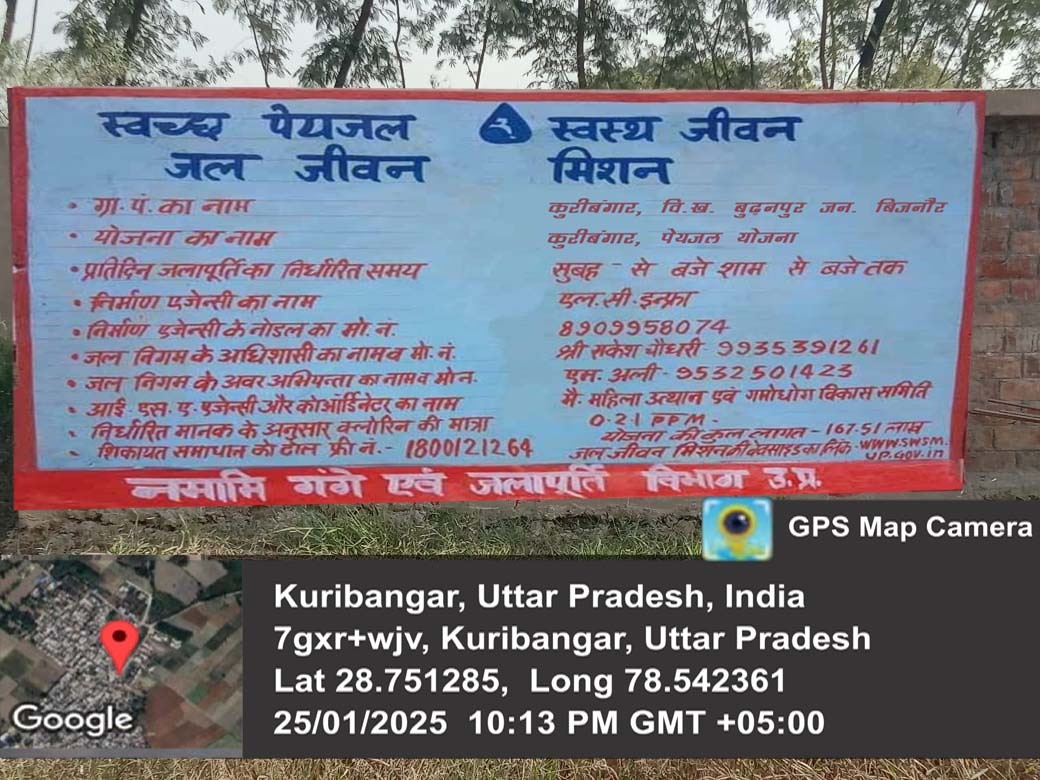 स्वच्छ पेयजल स्वस्थ जीवन
जल जीवन मिशन
• ग्रा. पं. का नाम कुरीबंगार, वि.ख. बुढ़नपुर जन. बिजनौर
• योजना का नाम कुरीबंगार, पेयजल योजना
• प्रतिदिन जलापूर्ति का निर्धारित समय सुबह - से बजे शाम से बजे तक
• निर्माण एजेन्सी का नाम एल.सी.इन्फ्रा
• निर्माण एजेन्सी के नोडल का मो.नं. 8909958074
• जल निगम के अधिशासी का नाम व मो.नं. श्री राकेश चौधरी - 9935391261
• जल निगम के अवर अभियन्ता का नाम व मो.न. एम. अली - 9532501423
• आई. एस. ए. एजेन्सी और कोऑर्डिनेटर का नाम मै. महिला उत्थान एवं गमोधोग विकास समिति
• निर्धारित मानक के अनुसार क्लोरिन की मात्रा 0.21 PPM -
योजना की कुल लागत - 167.51 लाख
• शिकायत समाधान को टोल फ्री नं. - 1800121264 जल जीवन मिशन की वेवसाइड का लिंक - WWW.SWSM.
UP.GOV.in
नमामि गंगे एवं जलापूर्ति विभाग उ.प्र.
GPS Map Camera
Kuribangar, Uttar Pradesh, India
7gxr+wjv, Kuribangar, Uttar Pradesh
Lat 28.751285, Long 78.542361
25/01/2025 10:13 PM GMT +05:00
Google